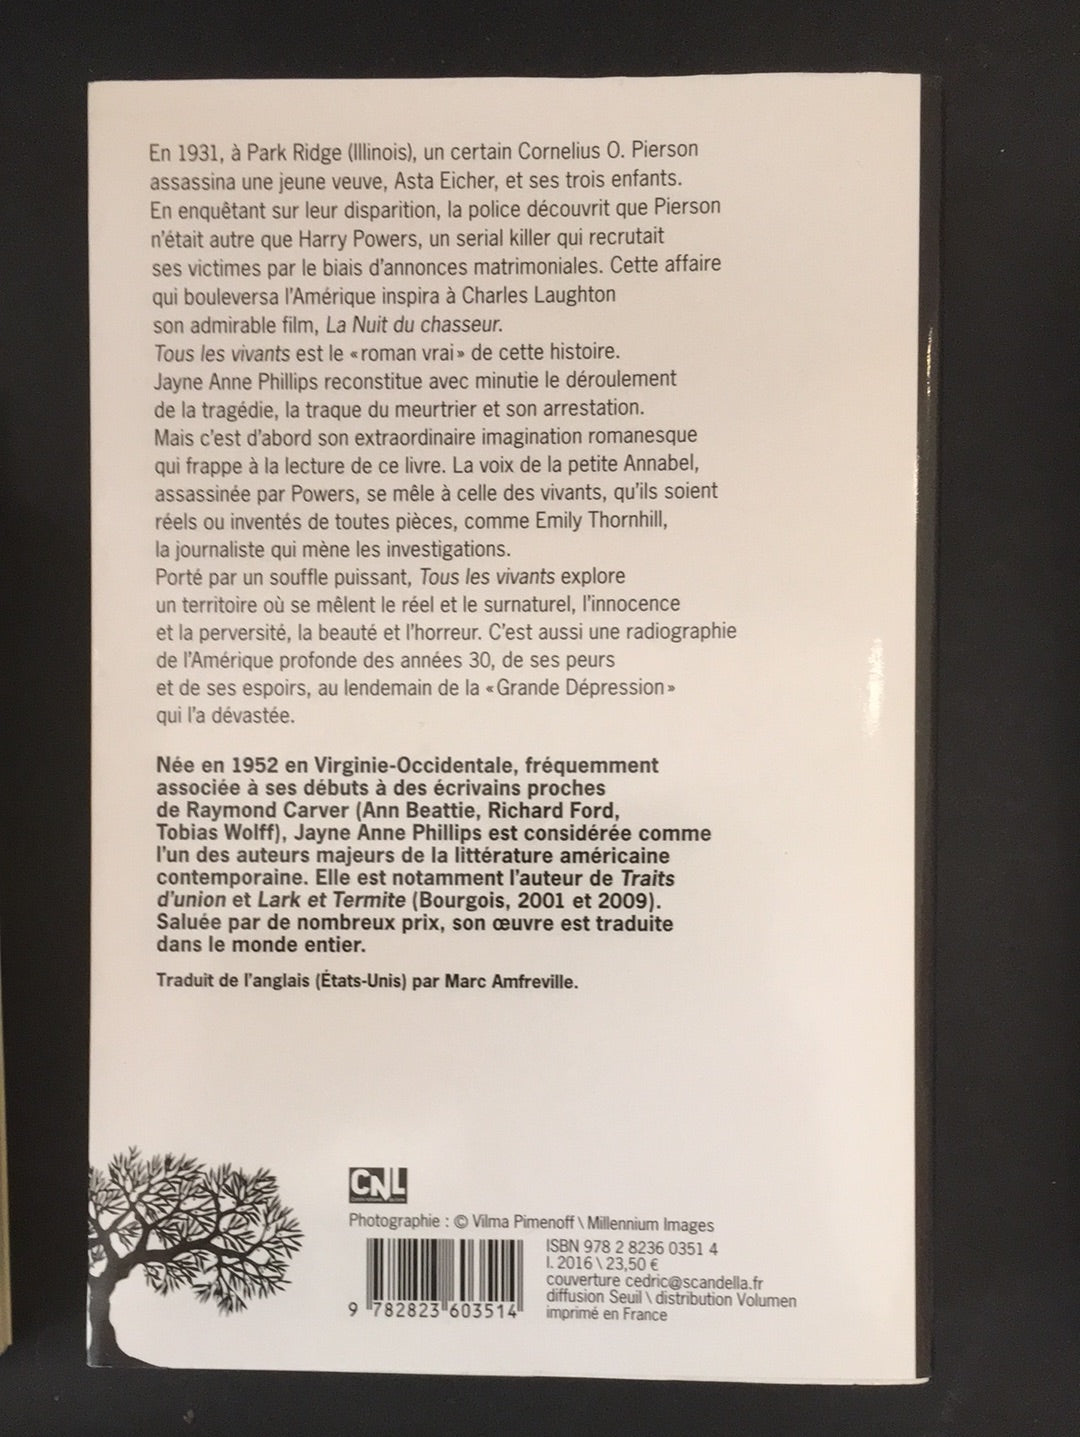 En 1931, à Park Ridge (Illinois), un certain Cornelius O. Pierson
assassina une jeune veuve, Asta Eicher, et ses trois enfants.
En enquêtant sur leur disparition, la police découvrit que Pierson
n'était autre que Harry Powers, un serial killer qui recrutait
ses victimes par le biais d'annonces matrimoniales. Cette affaire
qui bouleversa l'Amérique inspira à Charles Laughton
son admirable film, La Nuit du chasseur.
Tous les vivants est le «roman vrai» de cette histoire.
Jayne Anne Phillips reconstitue avec minutie le déroulement
de la tragédie, la traque du meurtrier et son arrestation.
Mais c'est d'abord son extraordinaire imagination romanesque
qui frappe à la lecture de ce livre. La voix de la petite Annabel,
assassinée par Powers, se mêle à celle des vivants, qu'ils soient
réels ou inventés de toutes pièces, comme Emily Thornhill,
la journaliste qui mène les investigations.
Porté par un souffle puissant, Tous les vivants explore
un territoire où se mêlent le réel et le surnaturel, l'innocence
et la perversité, la beauté et l'horreur. C'est aussi une radiographie
de l'Amérique profonde des années 30, de ses peurs
et de ses espoirs, au lendemain de la «Grande Dépression»
qui l'a dévastée.
Née en 1952 en Virginie-Occidentale, fréquemment
associée à ses débuts à des écrivains proches
de Raymond Carver (Ann Beattie, Richard Ford,
Tobias Wolff), Jayne Anne Phillips est considérée comme
l'un des auteurs majeurs de la littérature américaine
contemporaine. Elle est notamment l'auteur de Traits
d'union et Lark et Termite (Bourgois, 2001 et 2009).
Saluée par de nombreux prix, son œuvre est traduite
dans le monde entier.
Traduit de l'anglais (États-Unis) par Marc Amfreville.
CNL
Photographie : © Vilma Pimenoff \ Millennium Images
ISBN 978 2 8236 0351 4
I. 2016 \ 23,50 €
couverture cedric@scandella.fr
diffusion Seuil \ distribution Volumen
imprimé en France
9 782823 603514